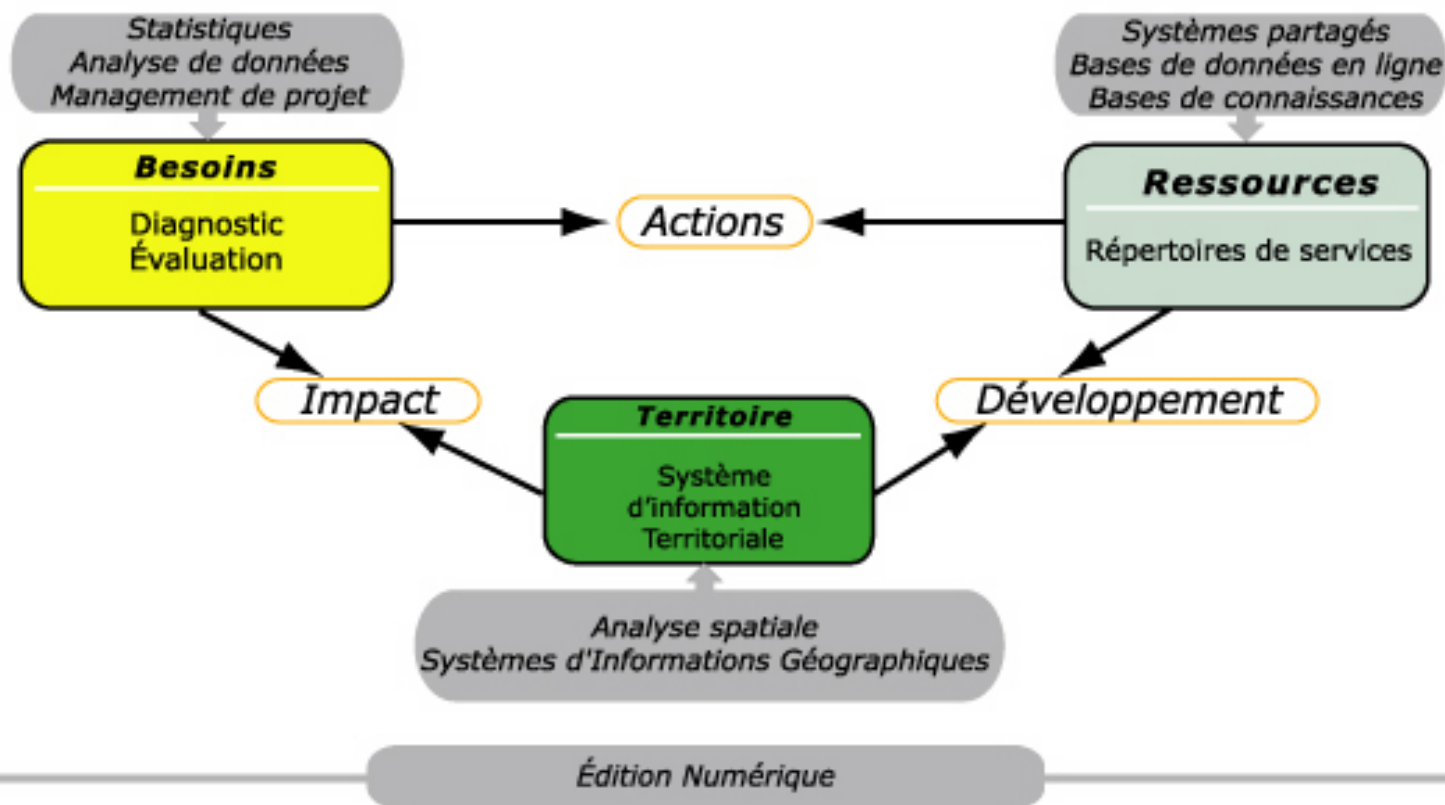 Statistiques
Analyse de données
Management de projet
Systèmes partagés
Bases de données en ligne
Bases de connaissances
Besoins
Diagnostic
Évaluation
Actions
Ressources
Répertoires de services
Impact
Développement
Territoire
Système
d'information
Territoriale
Analyse spatiale
Systèmes d'Informations Géographiques
Édition Numérique